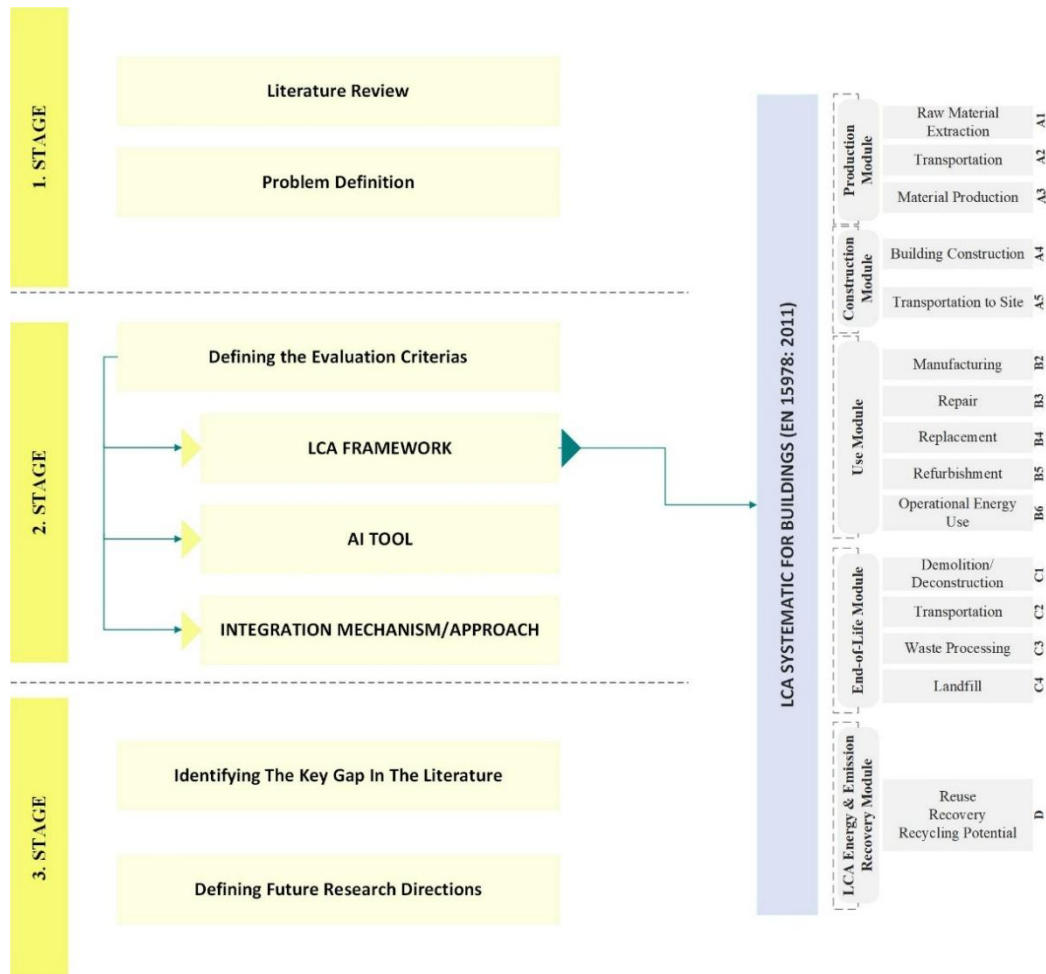 1. STAGE
Literature Review
Problem Definition
2. STAGE
Defining the Evaluation Criterias
LCA FRAMEWORK
AI TOOL
INTEGRATION MECHANISM/APPROACH
3. STAGE
Identifying The Key Gap In The Literature
Defining Future Research Directions
LCA SYSTEMATIC FOR BUILDINGS (EN 15978: 2011)
Production
Module
Raw Material
Extraction
A1
Transportation
A2
Material Production
A3
Construction
Module
Building Construction
A4
Transportation to Site
A5
Use Module
Manufacturing
B2
Repair
B3
Replacement
B4
Refurbishment
B5
Operational Energy
Use
B6
End-of-Life Module
Demolition/
Deconstruction
C1
Transportation
C2
Waste Processing
C3
Landfill
C4
LCA Energy & Emission
Recovery Module
Reuse
Recovery
Recycling Potential
D